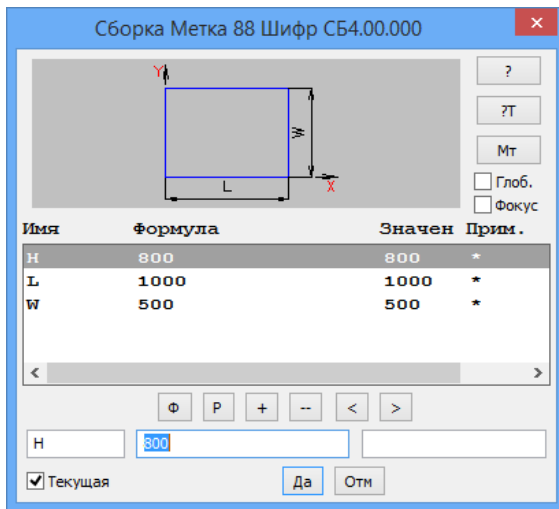 Сборка Метка 88 Шифр СБ4.00.000
×
Y
?
?T
W
Мт
L
X
Глоб.
Фокус
Имя Формула Значен Прим.
H 800 800 *
L 1000 1000 *
W 500 500 *
< >
Ф Р + -- < >
H 800
Текущая Да Отм